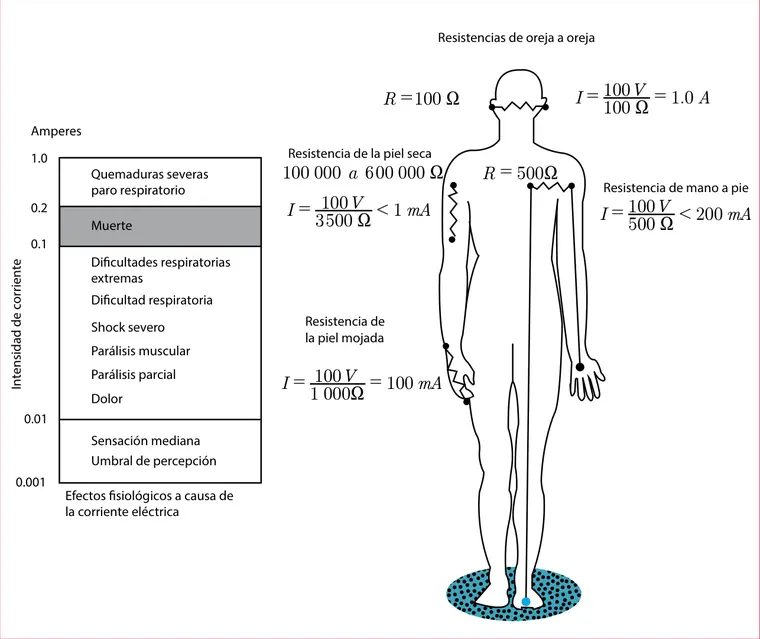 Resistencias de oreja a oreja
R = 100 Ω
I = 100 V / 100 Ω = 1.0 A
Amperes
1.0
Quemaduras severas
paro respiratorio
0.2
Muerte
0.1
Dificultades respiratorias
extremas
Dificultad respiratoria
Shock severo
Parálisis muscular
Parálisis parcial
Dolor
0.01
Sensación mediana
Umbral de percepción
0.001
Intensidad de corriente
Efectos fisiológicos a causa de
la corriente eléctrica
Resistencia de la piel seca
100 000 a 600 000 Ω
I = 100 V / 3 500 Ω < 1 mA
R = 500Ω
Resistencia de mano a pie
I = 100 V / 500 Ω < 200 mA
Resistencia de
la piel mojada
I = 100 V / 1 000Ω = 100 mA